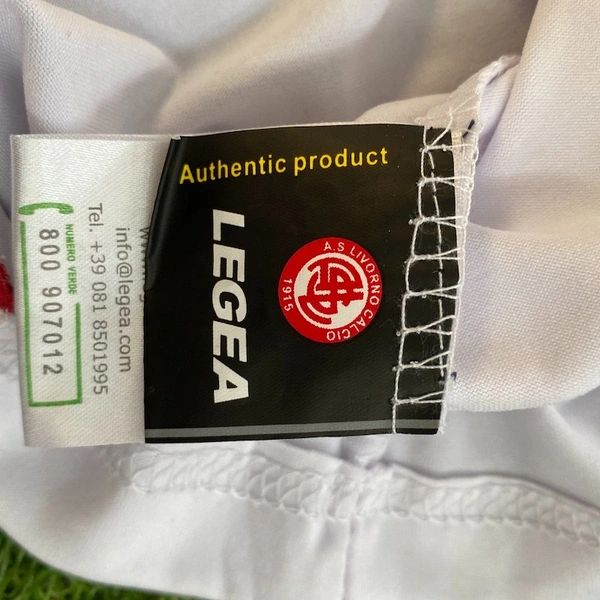 Authentic product
LEGEA
A.S LIVORNO CALCIO
1915
info@legea.com
Tel. +39 081 8501995
NUMERO VERDE
800 907012